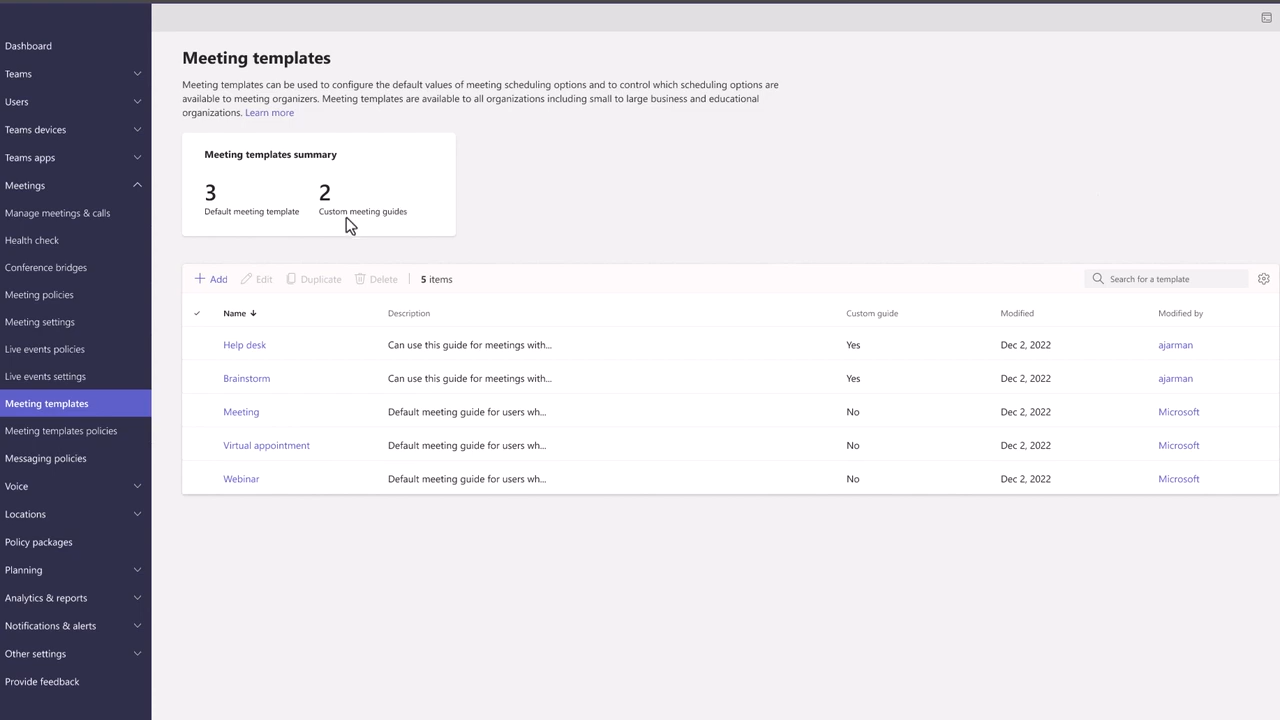 Dashboard
Teams
Users
Teams devices
Teams apps
Meetings
Manage meetings & calls
Health check
Conference bridges
Meeting policies
Meeting settings
Live events policies
Live events settings
Meeting templates
Meeting templates policies
Messaging policies
Voice
Locations
Policy packages
Planning
Analytics & reports
Notifications & alerts
Other settings
Provide feedback
Meeting templates
Meeting templates can be used to configure the default values of meeting scheduling options and to control which scheduling options are
available to meeting organizers. Meeting templates are available to all organizations including small to large business and educational
organizations. Learn more
Meeting templates summary
3 2
Default meeting template Custom meeting guides
Add Edit Duplicate Delete 5 items Search for a template
Name Description Custom guide Modified Modified by
Help desk Can use this guide for meetings with... Yes Dec 2, 2022 ajarman
Brainstorm Can use this guide for meetings with... Yes Dec 2, 2022 ajarman
Meeting Default meeting guide for users wh... No Dec 2, 2022 Microsoft
Virtual appointment Default meeting guide for users wh... No Dec 2, 2022 Microsoft
Webinar Default meeting guide for users wh... No Dec 2, 2022 Microsoft